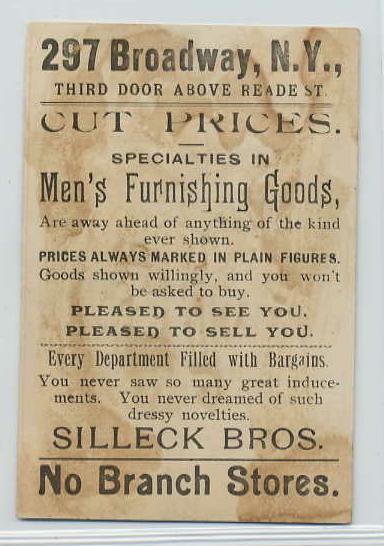 297 Broadway, N.Y.,
THIRD DOOR ABOVE READE ST.
CUT PRICES.
SPECIALTIES IN
Men's Furnishing Goods,
Are away ahead of anything of the kind
ever shown.
PRICES ALWAYS MARKED IN PLAIN FIGURES.
Goods shown willingly, and you won't
be asked to buy.
PLEASED TO SEE YOU.
PLEASED TO SELL YOU.
Every Department Filled with Bargains.
You never saw so many great induce-
ments. You never dreamed of such
dressy novelties.
SILLECK BROS.
No Branch Stores.